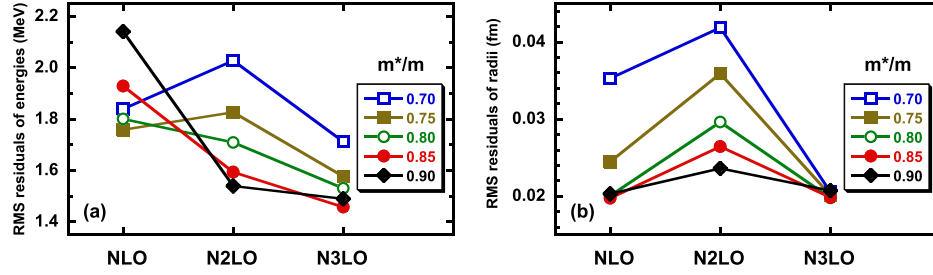 RMS residuals of energies (MeV)
2.2
2.0
1.8
1.6
1.4
m*/m
0.70
0.75
0.80
0.85
0.90
(a)
NLO N2LO N3LO
RMS residuals of radii (fm)
0.04
0.03
0.02
m*/m
0.70
0.75
0.80
0.85
0.90
(b)
NLO N2LO N3LO